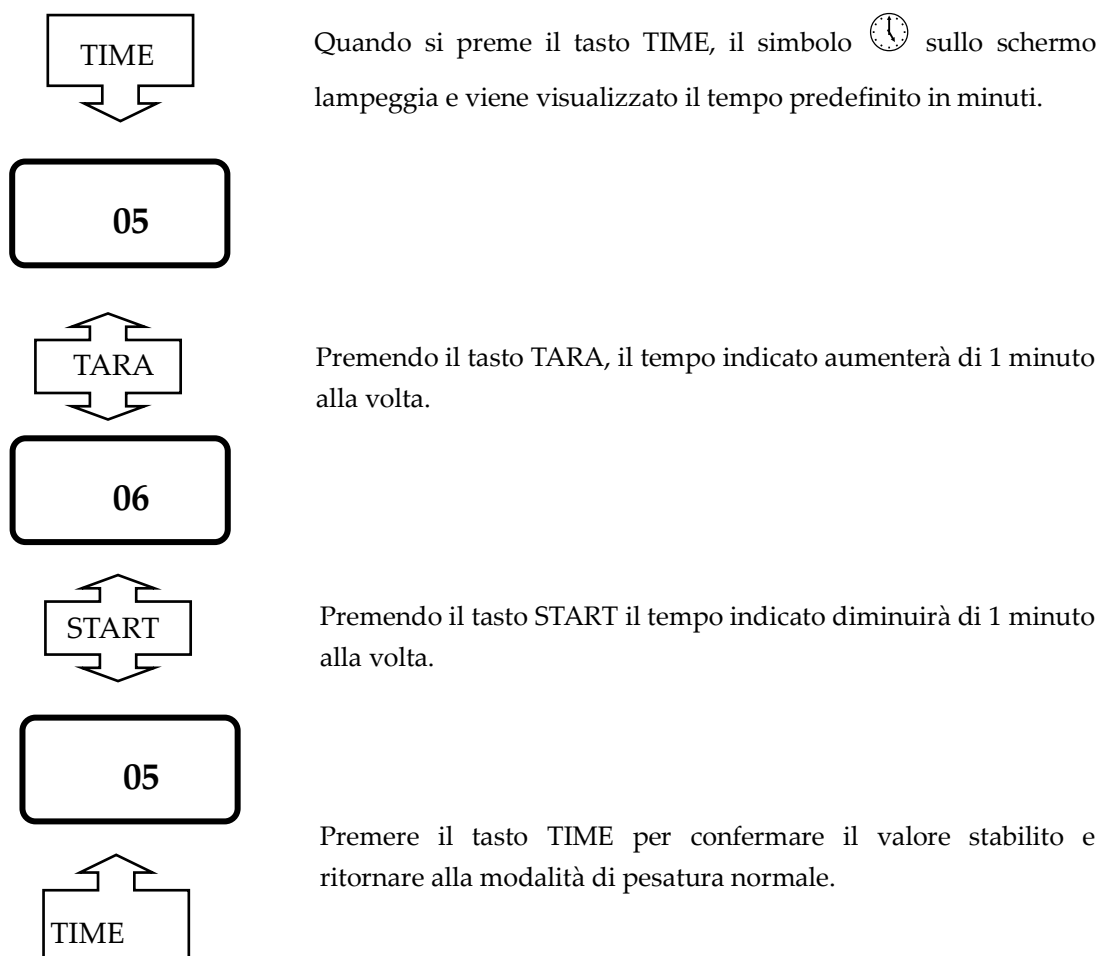 TIME
Quando si preme il tasto TIME, il simbolo sullo schermo
lampeggia e viene visualizzato il tempo predefinito in minuti.
05
TARA
Premendo il tasto TARA, il tempo indicato aumenterà di 1 minuto
alla volta.
06
START
Premendo il tasto START il tempo indicato diminuirà di 1 minuto
alla volta.
05
Premere il tasto TIME per confermare il valore stabilito e
ritornare alla modalità di pesatura normale.
TIME